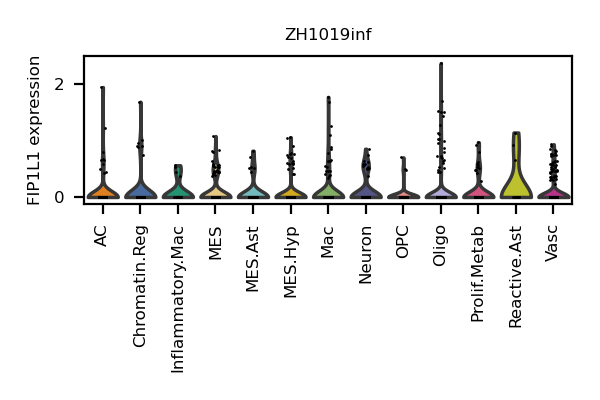 ZH1019inf
FIP1L1 expression
2
0
AC
Chromatin.Reg
Inflammatory.Mac
MES
MES.Ast
MES.Hyp
Mac
Neuron
OPC
Oligo
Prolif.Metab
Reactive.Ast
Vasc